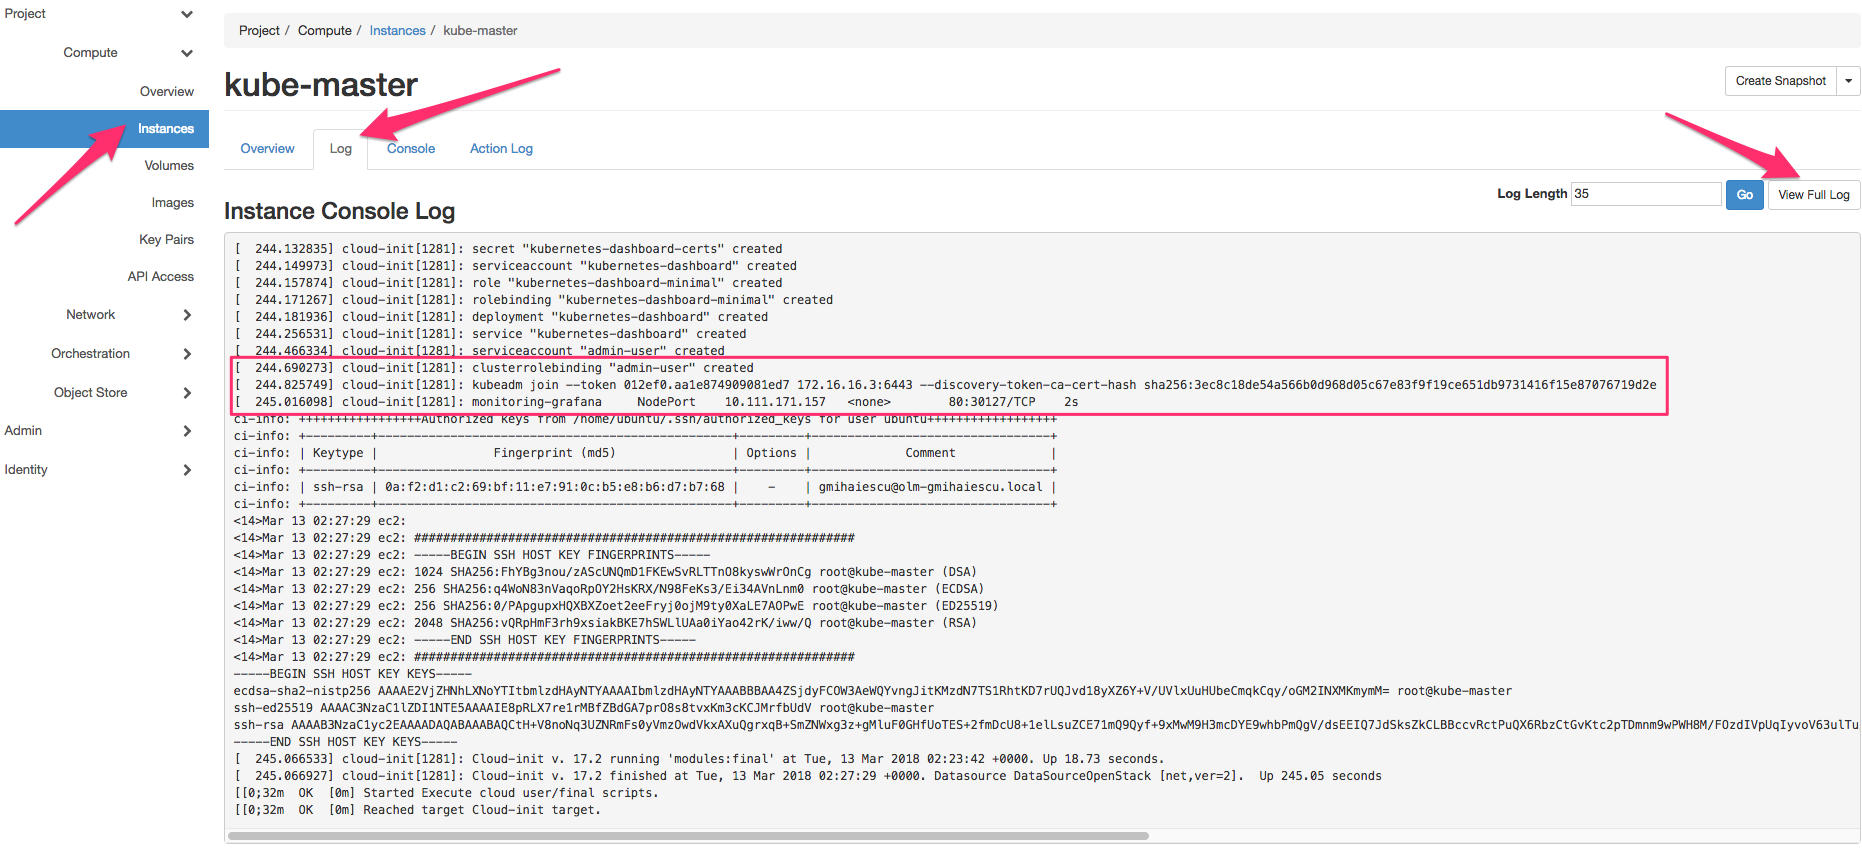 Project
Compute
Overview
Instances
Volumes
Images
Key Pairs
API Access
Network
Orchestration
Object Store
Admin
Identity
Project / Compute / Instances / kube-master
kube-master
Create Snapshot
Overview Log Console Action Log
Log Length 35 Go View Full Log
Instance Console Log
[  244.132835] cloud-init[1281]: secret "kubernetes-dashboard-certs" created
[  244.149973] cloud-init[1281]: serviceaccount "kubernetes-dashboard" created
[  244.157874] cloud-init[1281]: role "kubernetes-dashboard-minimal" created
[  244.171267] cloud-init[1281]: rolebinding "kubernetes-dashboard-minimal" created
[  244.181936] cloud-init[1281]: deployment "kubernetes-dashboard" created
[  244.256531] cloud-init[1281]: service "kubernetes-dashboard" created
[  244.466334] cloud-init[1281]: serviceaccount "admin-user" created
[  244.690273] cloud-init[1281]: clusterrolebinding "admin-user" created
[  244.825749] cloud-init[1281]: kubeadm join --token 012ef0.aa1e874909081ed7 172.16.16.3:6443 --discovery-token-ca-cert-hash sha256:3ec8c18de54a566b0d968d05c67e83f9f19ce651db9731416f15e87076719d2e
[  245.016098] cloud-init[1281]: monitoring-grafana     NodePort    10.111.171.157   <none>        80:30127/TCP    2s
ci-info: +++++++++++++++++Authorized keys from /home/ubuntu/.ssh/authorized_keys for user ubuntu++++++++++++++++++
ci-info: +---------+-------------------------------------------------+---------+---------------------------------+
ci-info: | Keytype |                Fingerprint (md5)                | Options |             Comment             |
ci-info: +---------+-------------------------------------------------+---------+---------------------------------+
ci-info: | ssh-rsa | 0a:f2:d1:c2:69:bf:11:e7:91:0c:b5:e8:b6:d7:b7:68 |    -    | gmihaiescu@olm-gmihaiescu.local |
ci-info: +---------+-------------------------------------------------+---------+---------------------------------+
<14>Mar 13 02:27:29 ec2:
<14>Mar 13 02:27:29 ec2: #############################################################
<14>Mar 13 02:27:29 ec2: -----BEGIN SSH HOST KEY FINGERPRINTS-----
<14>Mar 13 02:27:29 ec2: 1024 SHA256:FhYBg3nou/zAScUNQmD1FKEwSvRLTTnO8kyswWrOnCg root@kube-master (DSA)
<14>Mar 13 02:27:29 ec2: 256 SHA256:q4WoN83nVaqoRpOY2HsKRX/N98FeKs3/Ei34AVnLnm0 root@kube-master (ECDSA)
<14>Mar 13 02:27:29 ec2: 256 SHA256:0/PApgupxHQXBXZoet2eeFryj0ojM9ty0XaLE7AOPwE root@kube-master (ED25519)
<14>Mar 13 02:27:29 ec2: 2048 SHA256:vQRpHmF3rh9xsiakBKE7hSWLlUAa0iYao42rK/iww/Q root@kube-master (RSA)
<14>Mar 13 02:27:29 ec2: -----END SSH HOST KEY FINGERPRINTS-----
<14>Mar 13 02:27:29 ec2: #############################################################
-----BEGIN SSH HOST KEY KEYS-----
ecdsa-sha2-nistp256 AAAAE2VjZHNhLXNoYTItbmlzdHAyNTYAAAAIbmlzdHAyNTYAAABBBAA4ZSjdyFCOW3AeWQYvngJitKMzdN7TS1RhtKD7rUQJvd18yXZ6Y+V/UVlxUuHUbeCmqkCqy/oGM2INXMKmymM= root@kube-master
ssh-ed25519 AAAAC3NzaC1lZDI1NTE5AAAAIE8pRLX7re1rMBfZBdGA7prO8s8tvxKm3cKCJMrfbUdV root@kube-master
ssh-rsa AAAAB3NzaC1yc2EAAAADAQABAAABAQCtH+V8noNq3UZNRmFs0yVmzOwdVkxAXuQgrxqB+SmZNWxg3z+gMluF0GHfUoTES+2fmDcU8+1elLsuZCE71mQ9Qyf+9xMwM9H3mcDYE9whbPmQgV/dsEEIQ7JdSksZkCLBBccvRctPuQX6RbzCtGvKtc2pTDmnm9wPWH8M/FOzdIVpUqIyvoV63ulTu
-----END SSH HOST KEY KEYS-----
[  245.066533] cloud-init[1281]: Cloud-init v. 17.2 running 'modules:final' at Tue, 13 Mar 2018 02:23:42 +0000. Up 18.73 seconds.
[  245.066927] cloud-init[1281]: Cloud-init v. 17.2 finished at Tue, 13 Mar 2018 02:27:29 +0000. Datasource DataSourceOpenStack [net,ver=2].  Up 245.05 seconds
[[0;32m  OK  [0m] Started Execute cloud user/final scripts.
[[0;32m  OK  [0m] Reached target Cloud-init target.